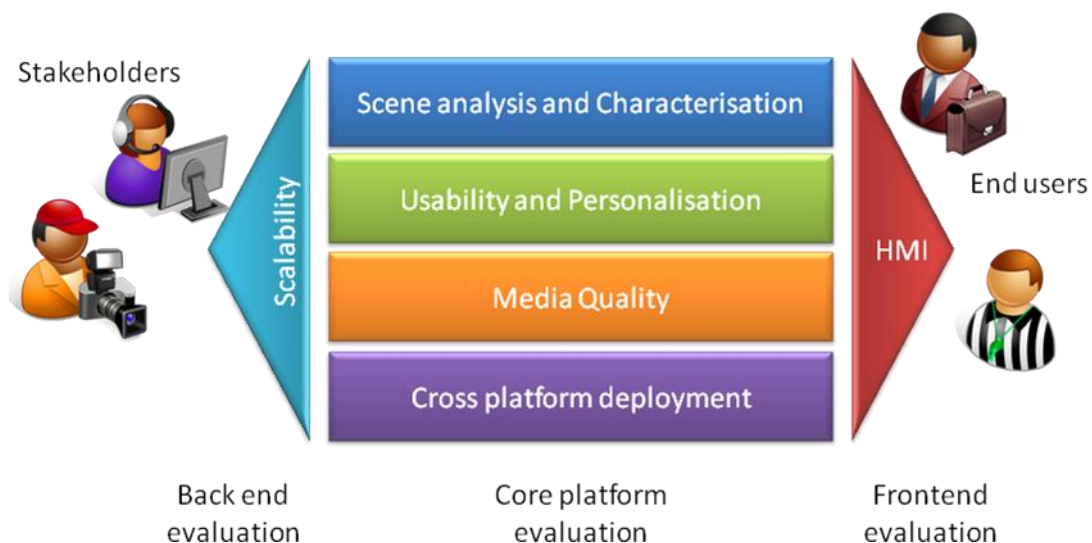 Stakeholders
Scalability
Scene analysis and Characterisation
Usability and Personalisation
Media Quality
Cross platform deployment
HMI
End users
Back end
evaluation
Core platform
evaluation
Frontend
evaluation